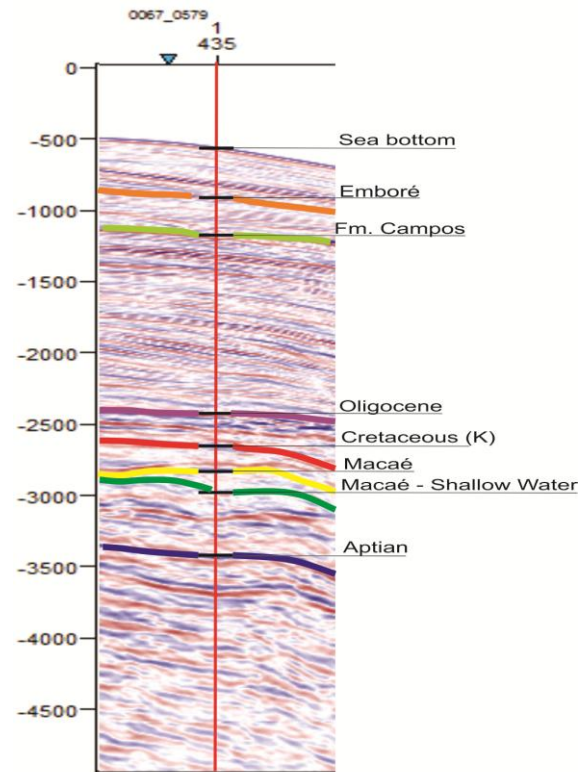 0067_0579
1
435
0
-500
Sea bottom
Emboré
-1000
Fm. Campos
-1500
-2000
Oligocene
-2500
Cretaceous (K)
Macaé
Macaé - Shallow Water
-3000
Aptian
-3500
-4000
-4500